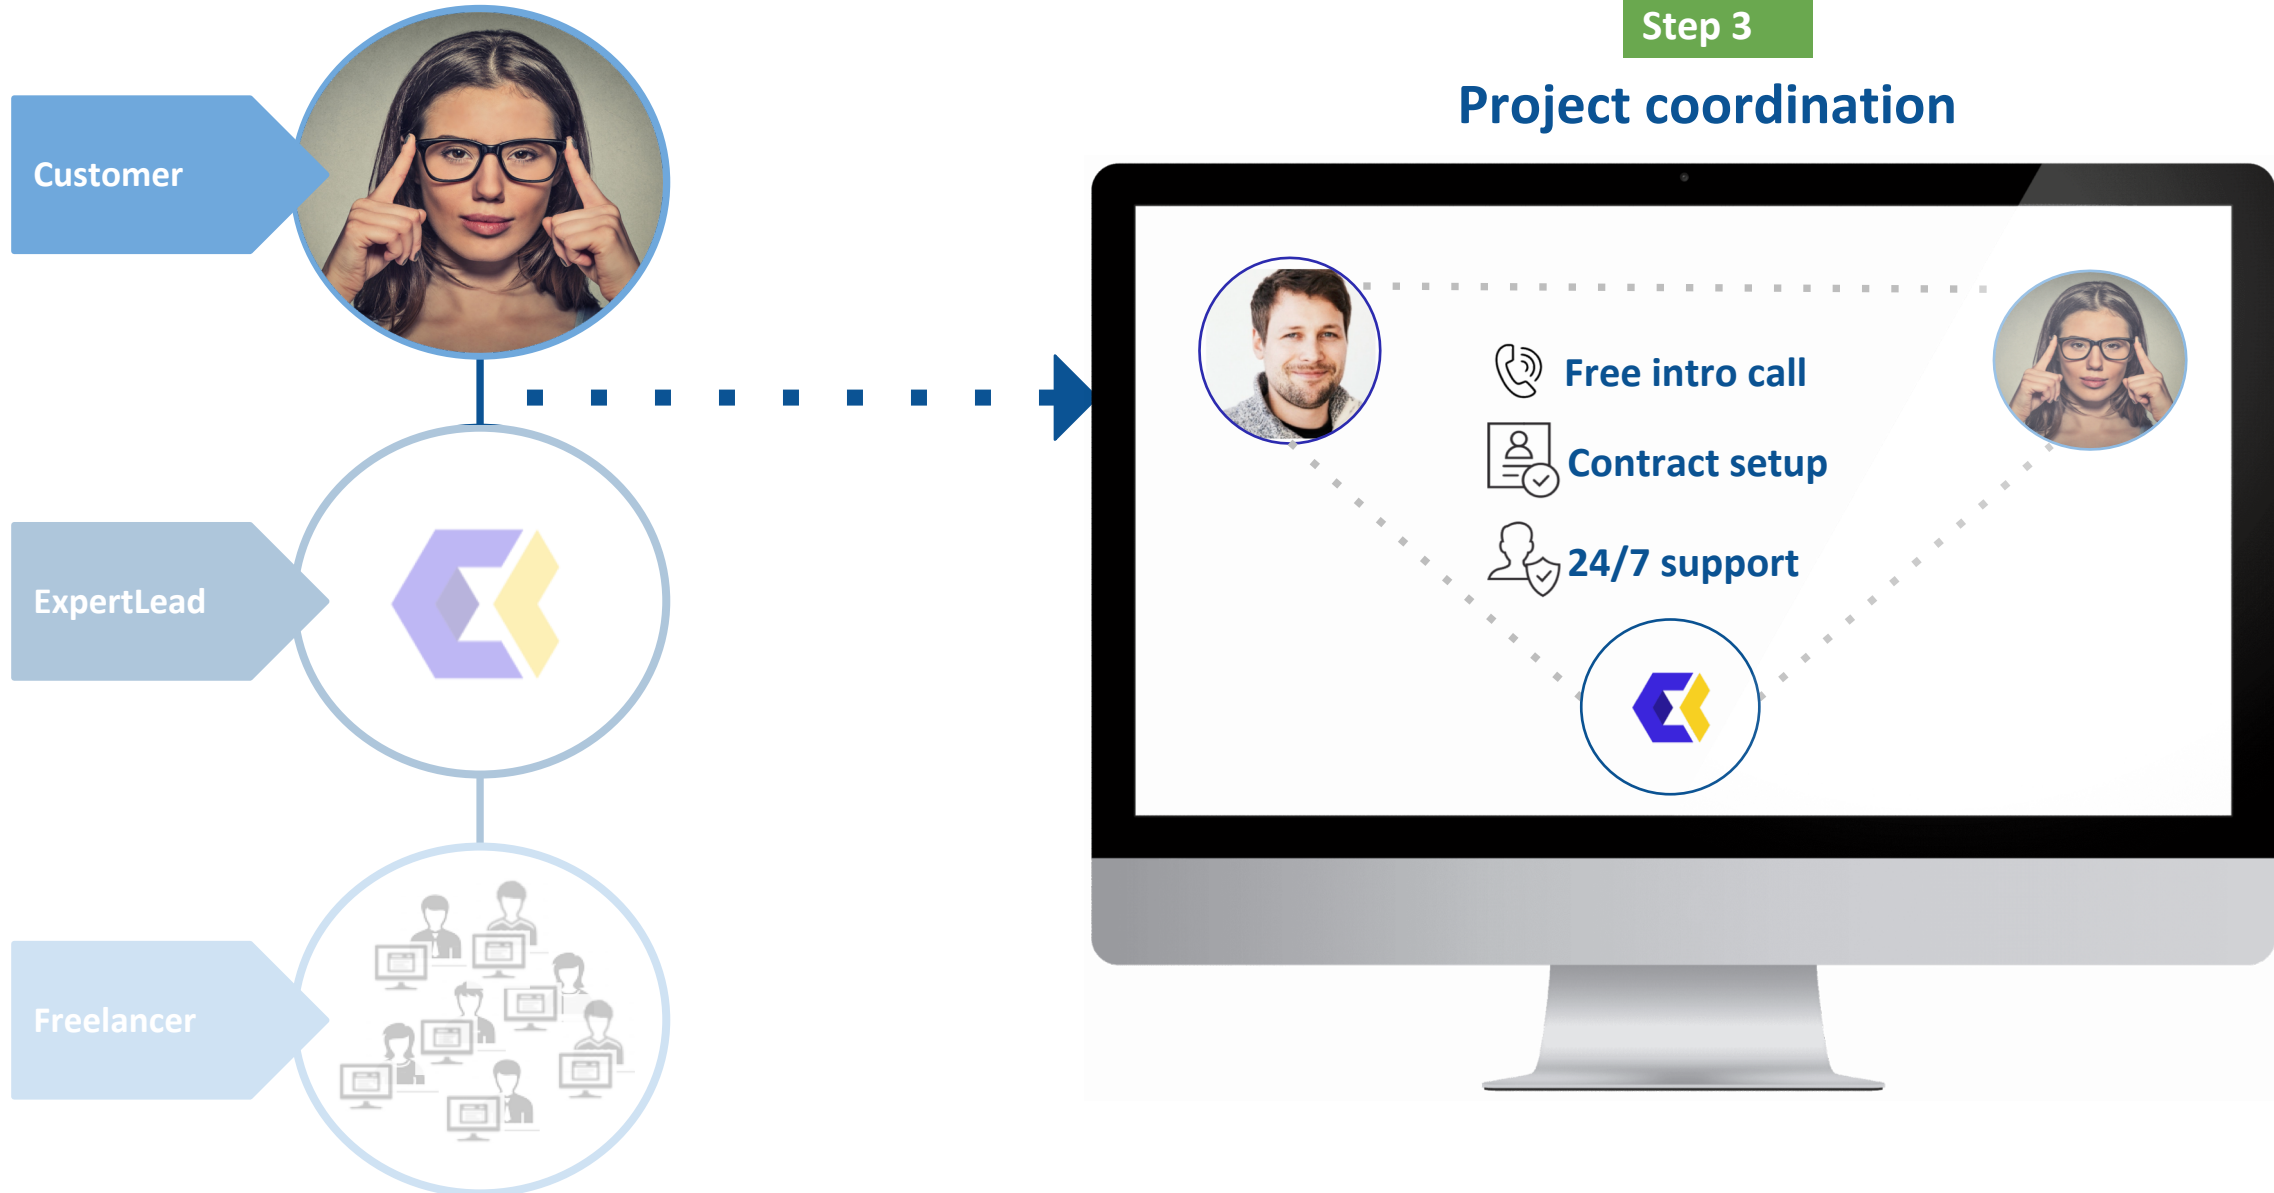 Step 3
Project coordination
Customer
Free intro call
Contract setup
24/7 support
ExpertLead
Freelancer